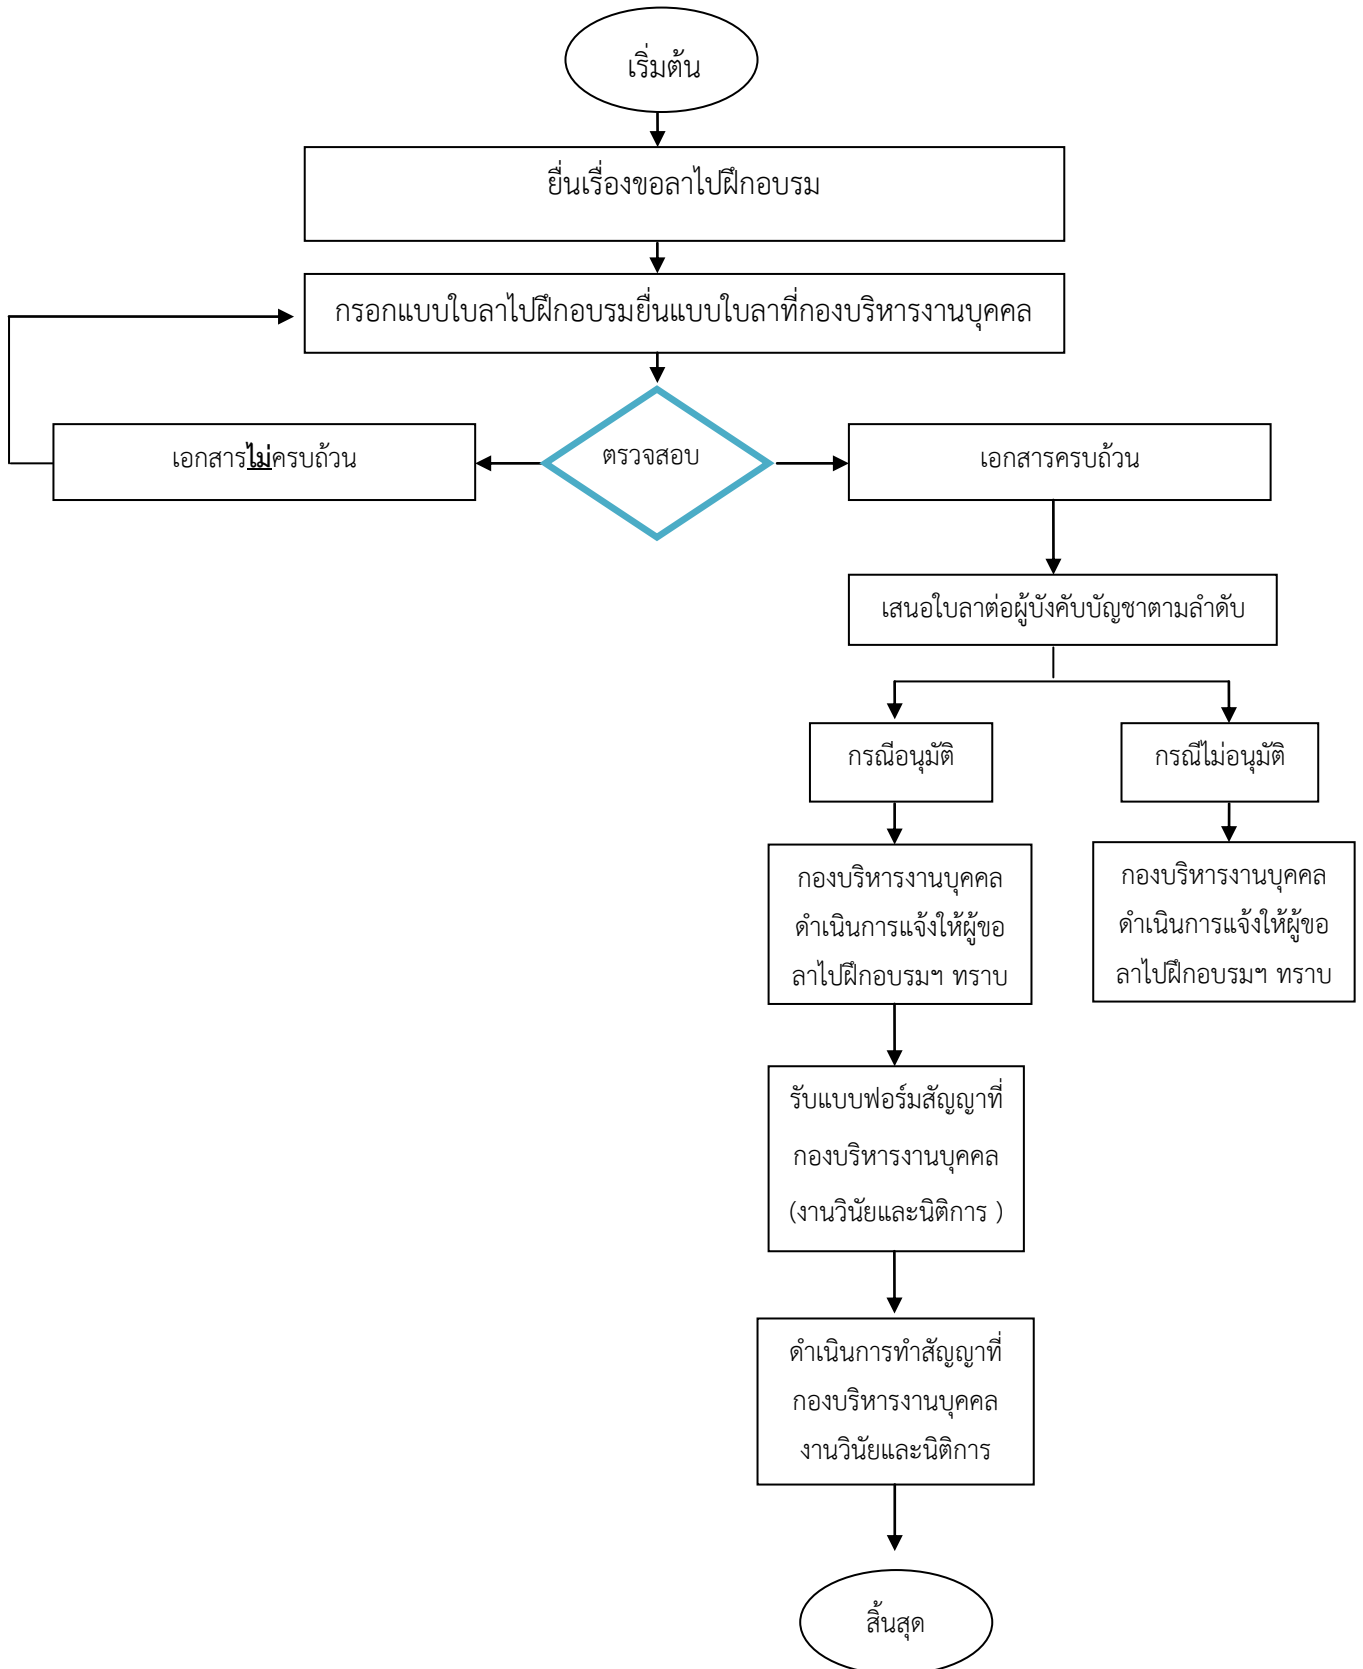 เริ่มต้น
ยื่นเรื่องขอลาไปฝึกอบรม
กรอกแบบใบลาไปฝึกอบรมยื่นแบบใบลาที่กองบริหารงานบุคคล
เอกสารไม่ครบถ้วน
ตรวจสอบ
เอกสารครบถ้วน
เสนอใบลาต่อผู้บังคับบัญชาตามลำดับ
กรณีอนุมัติ
กรณีไม่อนุมัติ
กองบริหารงานบุคคล
ดำเนินการแจ้งให้ผู้ขอ
ลาไปฝึกอบรมฯ ทราบ
กองบริหารงานบุคคล
ดำเนินการแจ้งให้ผู้ขอ
ลาไปฝึกอบรมฯ ทราบ
รับแบบฟอร์มสัญญาที่
กองบริหารงานบุคคล
(งานวินัยและนิติการ )
ดำเนินการทำสัญญาที่
กองบริหารงานบุคคล
งานวินัยและนิติการ
สิ้นสุด